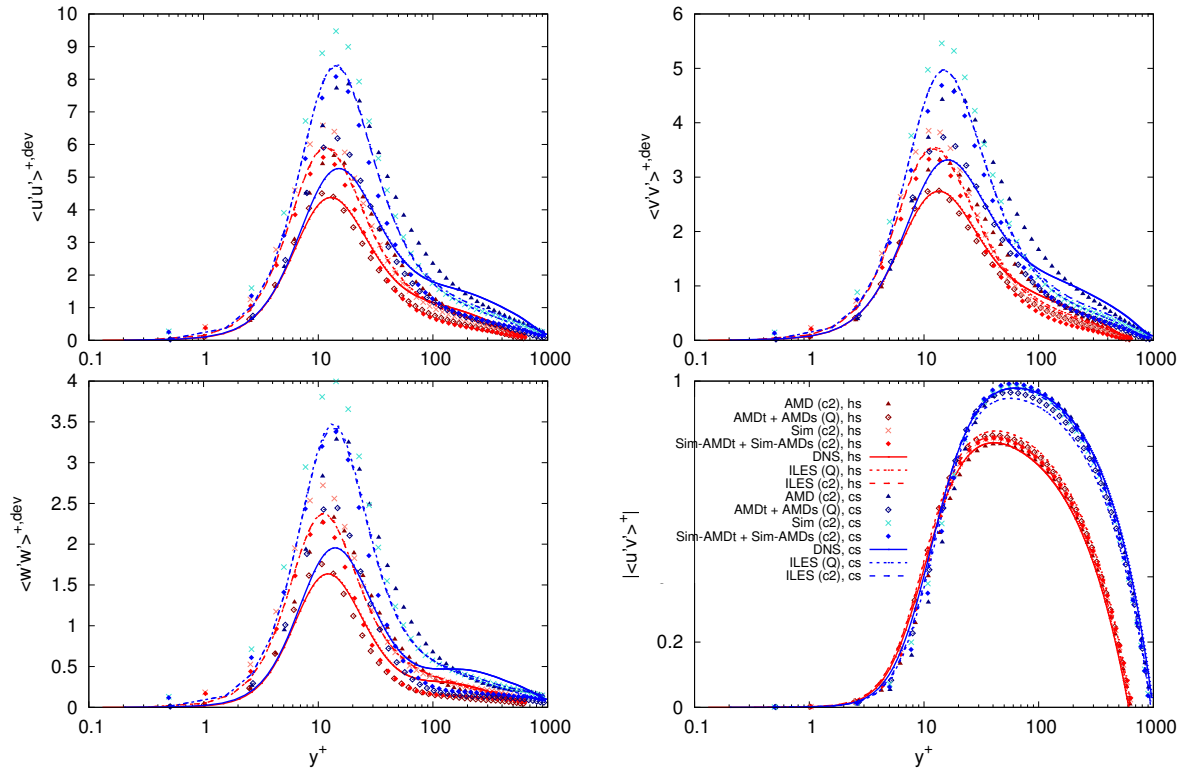 10
9
8
7
6
5
4
3
2
1
0
0.1 1 10 100 1000
<u'u'>+,dev
6
5
4
3
2
1
0
0.1 1 10 100 1000
<v'v'>+,dev
y+
4
3.5
3
2.5
2
1.5
1
0.5
0
0.1 1 10 100 1000
<w'w'>+,dev
y+
1
0.2
0
0.1 1 10 100 1000
|<u'v'>+|
y+
AMD (c2), hs
AMDt + AMDs (Q), hs
Sim (c2), hs
Sim-AMDt + Sim-AMDs (c2), hs
DNS, hs
ILES (Q), hs
ILES (c2), hs
AMD (c2), cs
AMDt + AMDs (Q), cs
Sim (c2), cs
Sim-AMDt + Sim-AMDs (c2), cs
DNS, cs
ILES (Q), cs
ILES (c2), cs